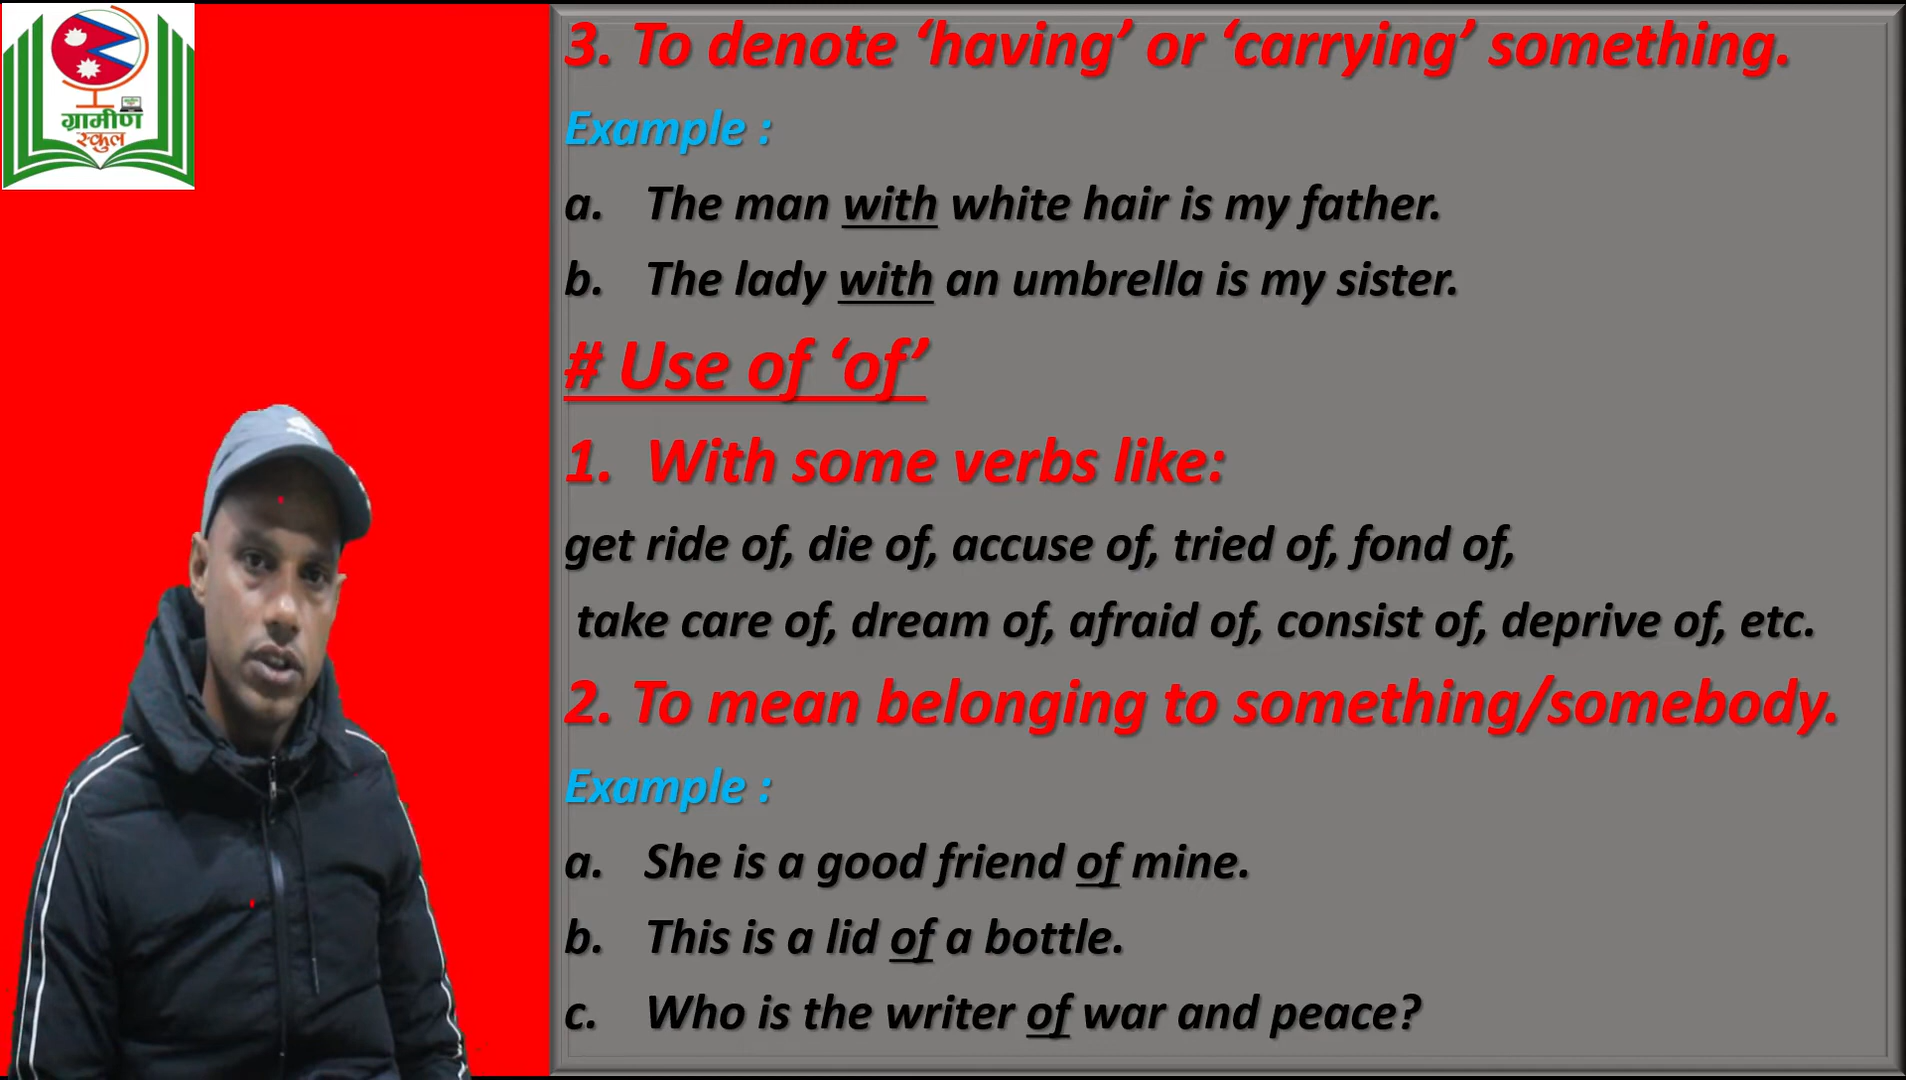 ग्रामीण
स्कुल
3. To denote ‘having’ or ‘carrying’ something.
Example :
a. The man with white hair is my father.
b. The lady with an umbrella is my sister.
# Use of ‘of’
1. With some verbs like:
get ride of, die of, accuse of, tried of, fond of,
take care of, dream of, afraid of, consist of, deprive of, etc.
2. To mean belonging to something/somebody.
Example :
a. She is a good friend of mine.
b. This is a lid of a bottle.
c. Who is the writer of war and peace?